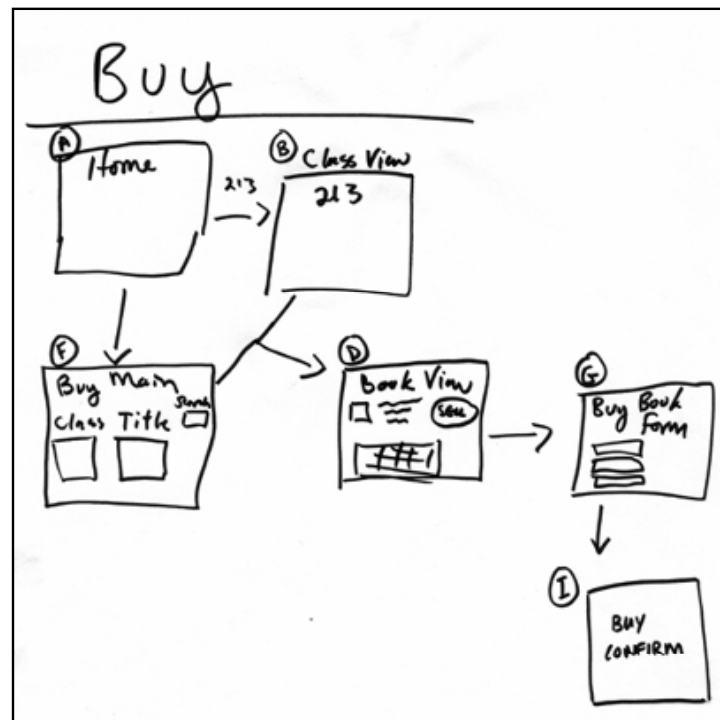 Buy
A
Home
213
B
Class View
213
F
Buy Main
Search
Class Title
D
Book View
SELL
G
Buy Book
Form
I
BUY
CONFIRM